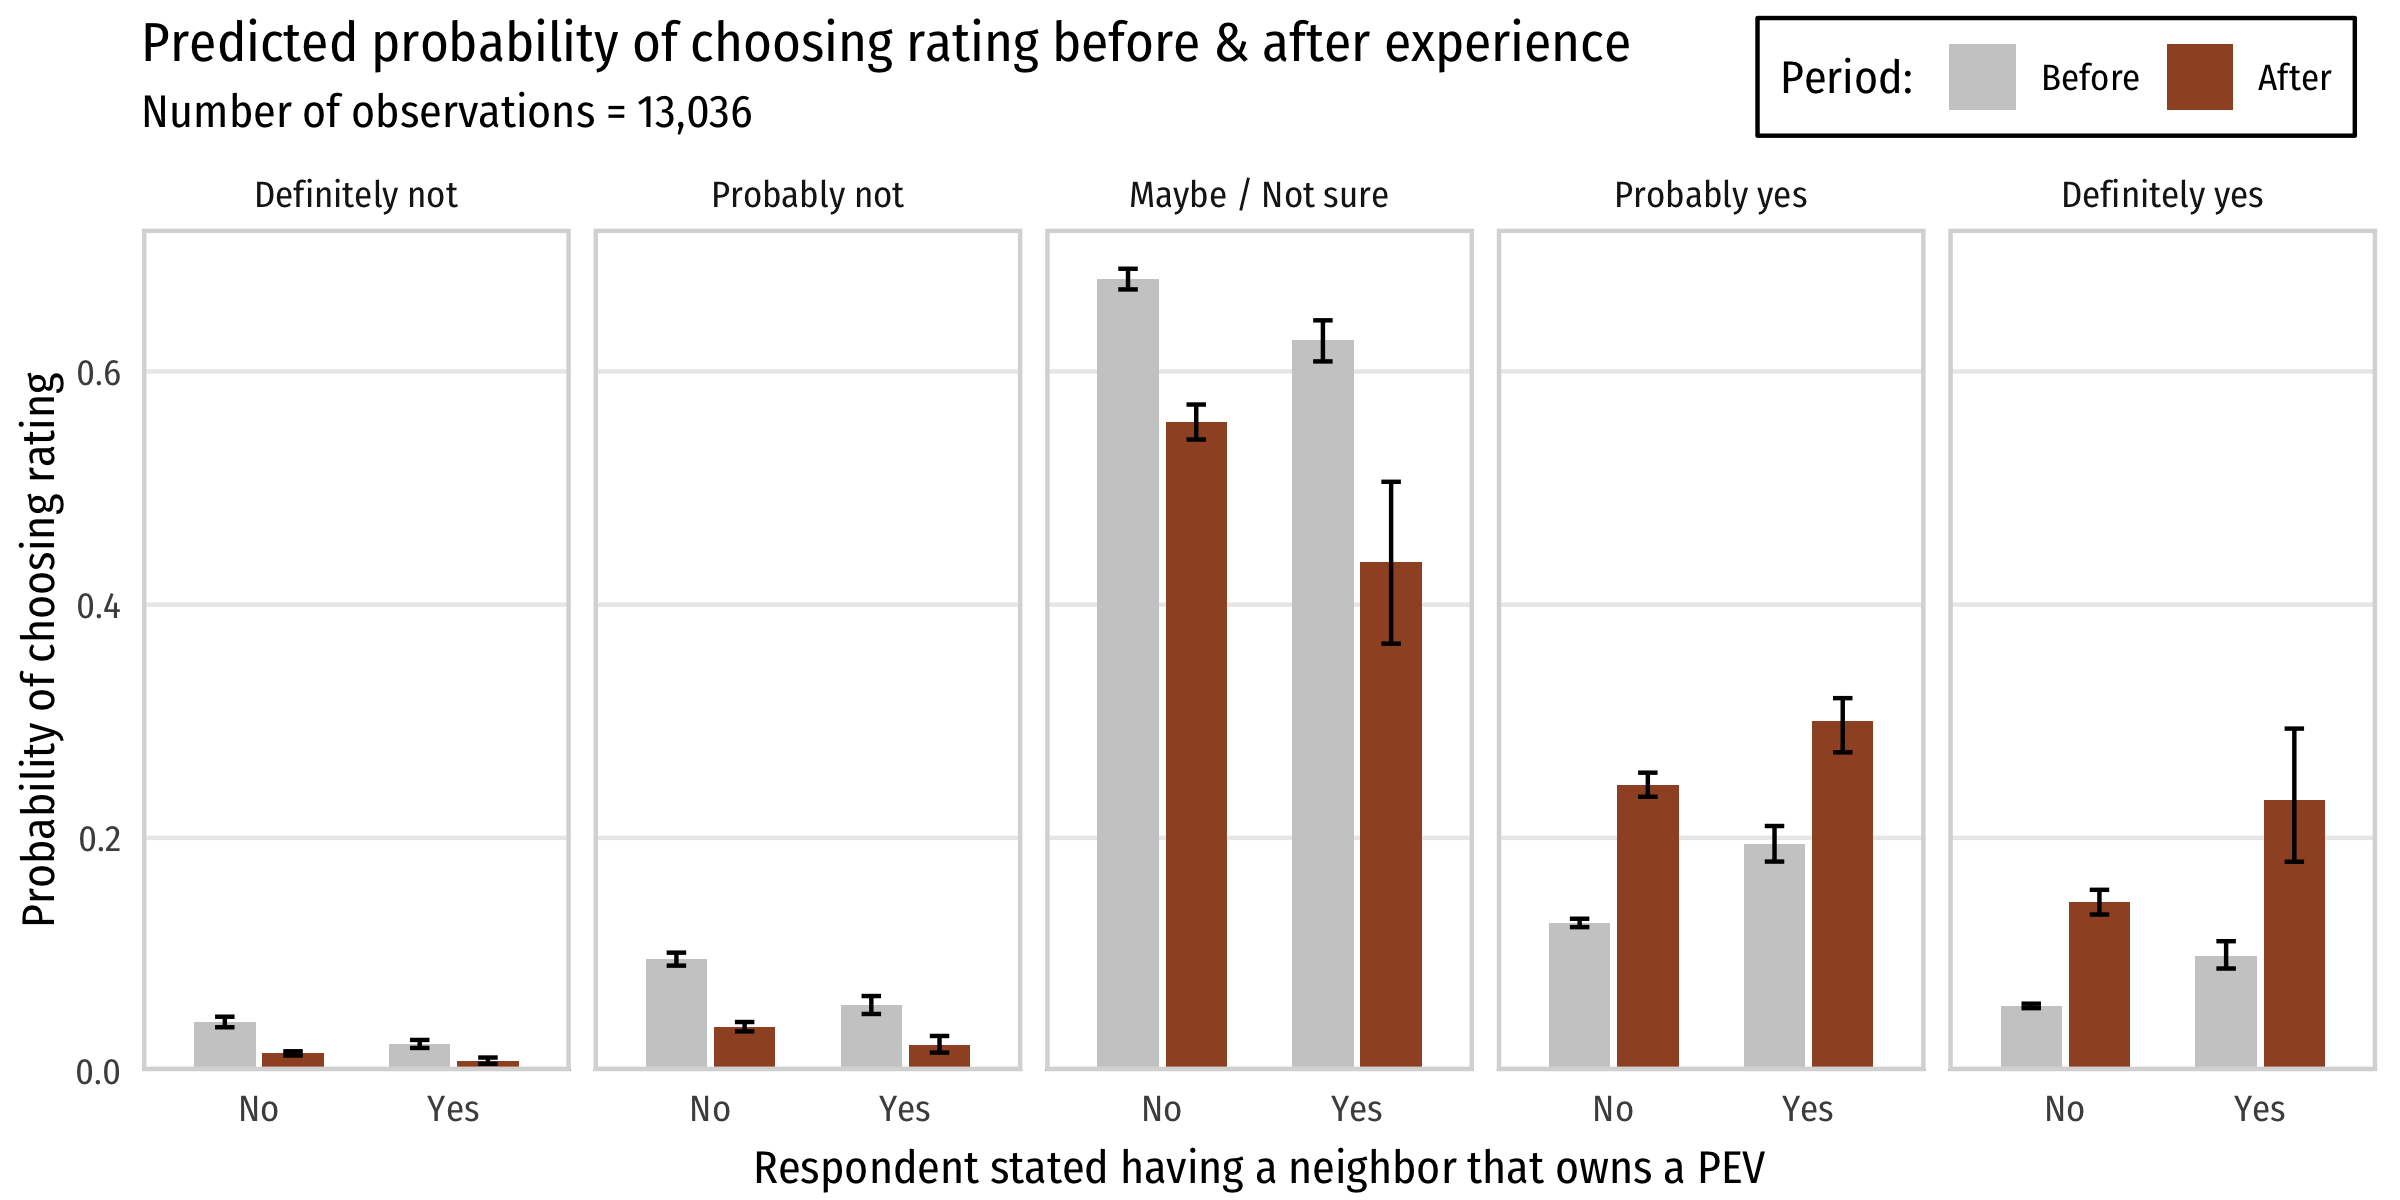 Predicted probability of choosing rating before & after experience
Number of observations = 13,036
Period: Before After
Definitely not Probably not Maybe / Not sure Probably yes Definitely yes
Probability of choosing rating
0.6
0.4
0.2
0.0
No Yes No Yes No Yes No Yes No Yes
Respondent stated having a neighbor that owns a PEV